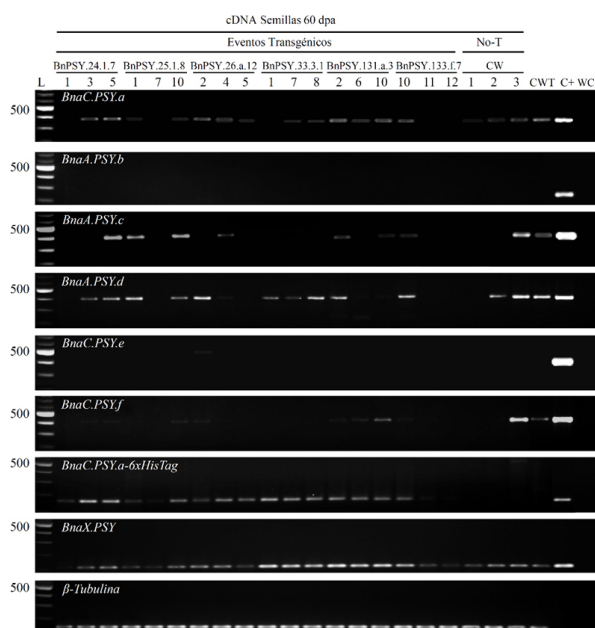 cDNA Semillas 60 dpa
Eventos Transgénicos No-T
BnPSY.24.1.7 BnPSY.25.1.8 BnPSY.26.a.12 BnPSY.33.3.1 BnPSY.131.a.3 BnPSY.133.f.7 CW
L 1 3 5 1 7 10 2 4 5 1 7 8 2 6 10 10 11 12 1 2 3 CWT C+ WC
500 BnaC.PSY.a
500 BnaA.PSY.b
500 BnaA.PSY.c
500 BnaA.PSY.d
500 BnaC.PSY.e
500 BnaC.PSY.f
500 BnaC.PSY.a-6xHisTag
500 BnaX.PSY
500 β-Tubulina